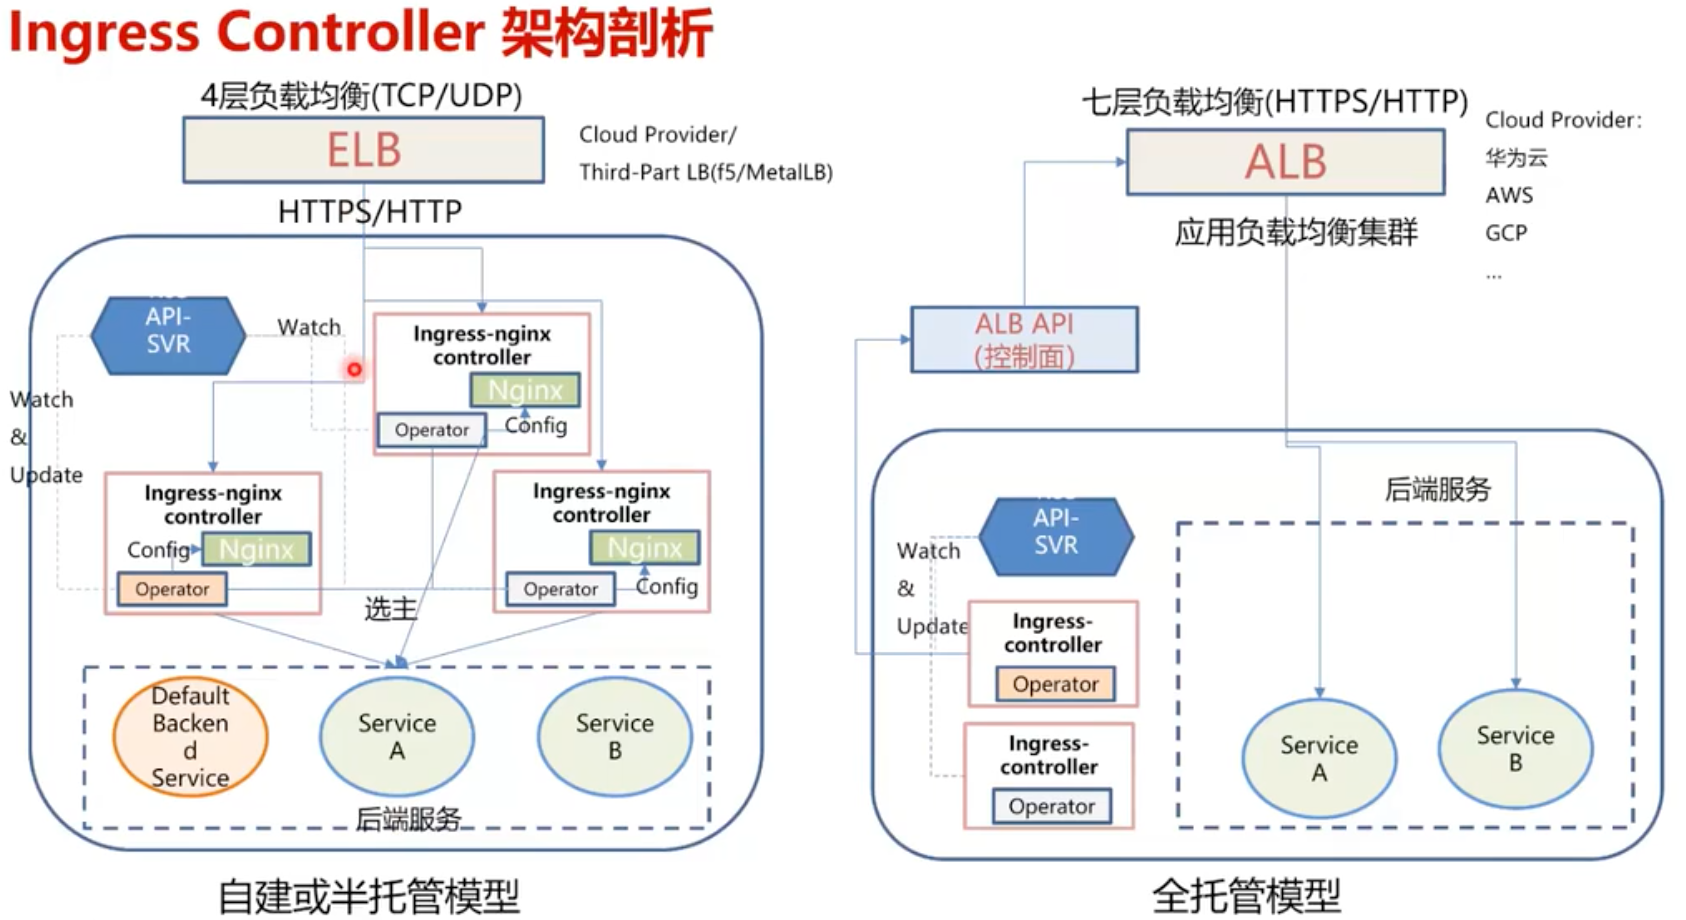 Ingress Controller 架构剖析
4层负载均衡(TCP/UDP)
ELB
Cloud Provider/
Third-Part LB(f5/MetalLB)
HTTPS/HTTP
API-
SVR
Watch
Watch
&
Update
Ingress-nginx
controller
Nginx
Operator
Config
Ingress-nginx
controller
Config
Nginx
Operator
Ingress-nginx
controller
Nginx
Operator
Config
选主
Default
Backen
d
Service
Service
A
Service
B
后端服务
自建或半托管模型
七层负载均衡(HTTPS/HTTP)
ALB
Cloud Provider:
华为云
AWS
GCP
...
应用负载均衡集群
ALB API
(控制面)
后端服务
API-
SVR
Watch
&
Update
Ingress-
controller
Operator
Ingress-
controller
Operator
Service
A
Service
B
全托管模型